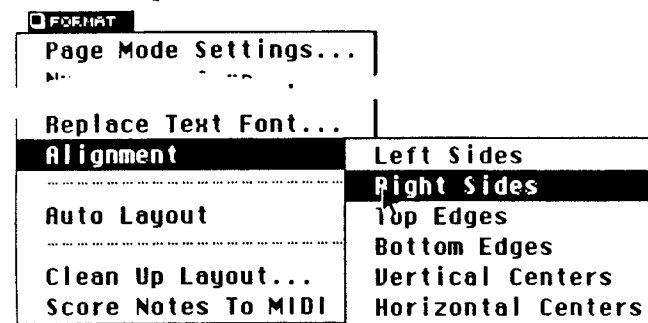 FORMAT
Page Mode Settings...
Replace Text Font...
Alignment
Left Sides
Right Sides
Auto Layout
Top Edges
Bottom Edges
Clean Up Layout...
Vertical Centers
Score Notes To MIDI
Horizontal Centers